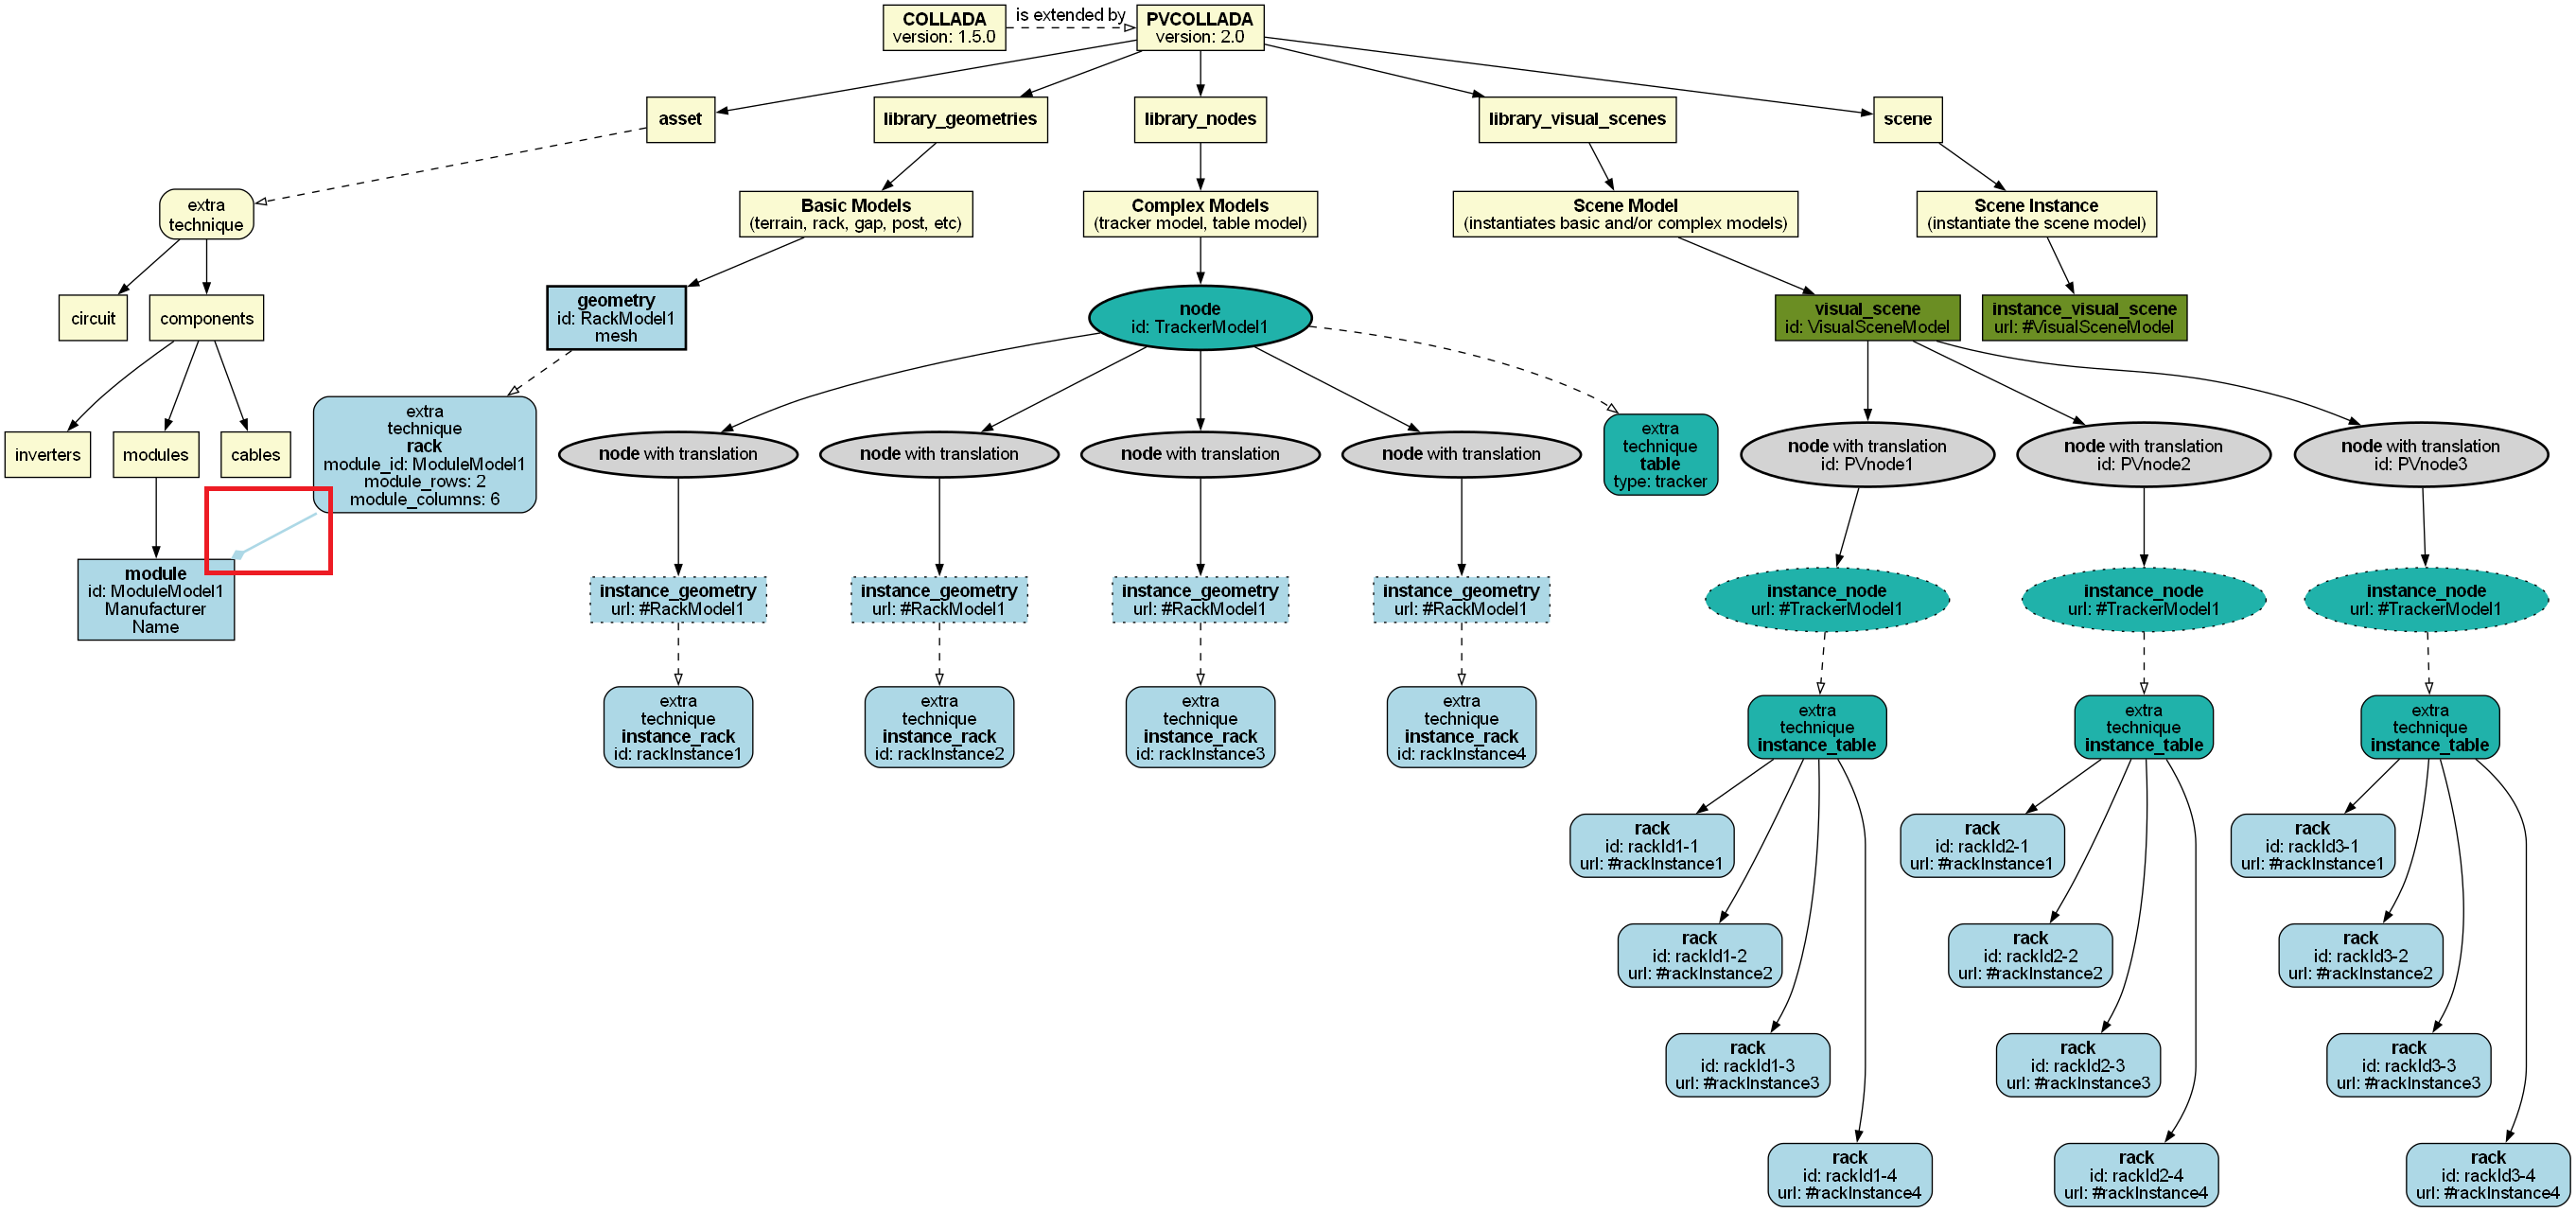 COLLADA
version: 1.5.0
is extended by
PVCOLLADA
version: 2.0
asset
library_geometries
library_nodes
library_visual_scenes
scene
extra
technique
Basic Models
(terrain, rack, gap, post, etc)
Complex Models
(tracker model, table model)
Scene Model
(instantiates basic and/or complex models)
Scene Instance
(instantiate the scene model)
circuit
components
geometry
id: RackModel1
mesh
node
id: TrackerModel1
visual_scene
id: VisualSceneModel
instance_visual_scene
url: #VisualSceneModel
inverters
modules
cables
extra
technique
rack
module_id: ModuleModel1
module_rows: 2
module_columns: 6
node with translation
node with translation
node with translation
node with translation
extra
technique
table
type: tracker
node with translation
id: PVnode1
node with translation
id: PVnode2
node with translation
id: PVnode3
module
id: ModuleModel1
Manufacturer
Name
instance_geometry
url: #RackModel1
instance_geometry
url: #RackModel1
instance_geometry
url: #RackModel1
instance_geometry
url: #RackModel1
instance_node
url: #TrackerModel1
instance_node
url: #TrackerModel1
instance_node
url: #TrackerModel1
extra
technique
instance_rack
id: rackInstance1
extra
technique
instance_rack
id: rackInstance2
extra
technique
instance_rack
id: rackInstance3
extra
technique
instance_rack
id: rackInstance4
extra
technique
instance_table
extra
technique
instance_table
extra
technique
instance_table
rack
id: rackId1-1
url: #rackInstance1
rack
id: rackId2-1
url: #rackInstance1
rack
id: rackId3-1
url: #rackInstance1
rack
id: rackId1-2
url: #rackInstance2
rack
id: rackId2-2
url: #rackInstance2
rack
id: rackId3-2
url: #rackInstance2
rack
id: rackId1-3
url: #rackInstance3
rack
id: rackId2-3
url: #rackInstance3
rack
id: rackId3-3
url: #rackInstance3
rack
id: rackId1-4
url: #rackInstance4
rack
id: rackId2-4
url: #rackInstance4
rack
id: rackId3-4
url: #rackInstance4